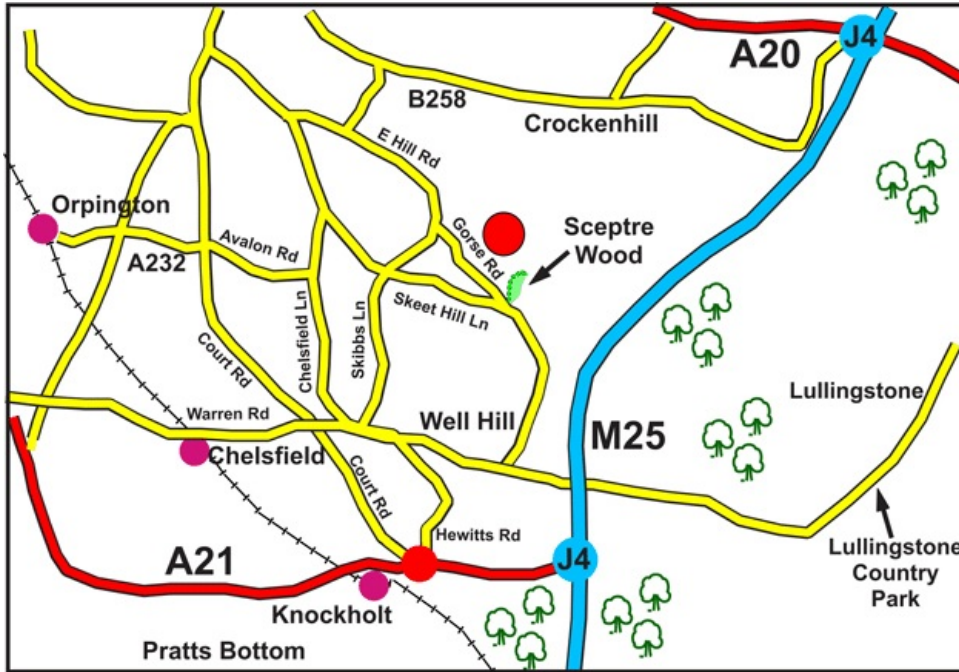 J4
A20
B258
Crockenhill
E Hill Rd
Orpington
Sceptre
Wood
Avalon Rd
Gorse Rd
A232
Skeet Hill Ln
Chelsfield Ln
Skibbs Ln
Court Rd
Lullingstone
Warren Rd
Well Hill
M25
Chelsfield
Court Rd
Hewitts Rd
A21
J4
Lullingstone
Country
Park
Knockholt
Pratts Bottom